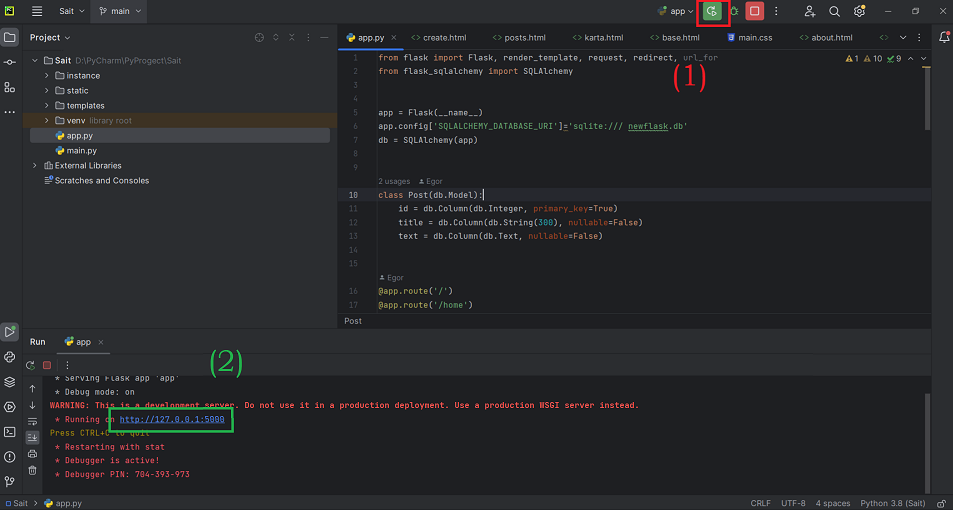 Sait
main
app
Project
app.py
create.html
posts.html
karta.html
base.html
main.css
about.html
Sait D:\PyCharm\PyProgect\Sait
instance
static
templates
venv library root
app.py
main.py
External Libraries
Scratches and Consoles
(1)
1 10 9
1 from flask import Flask, render_template, request, redirect, url_for
2 from flask_sqlalchemy import SQLAlchemy
3
4
5 app = Flask(__name__)
6 app.config['SQLALCHEMY_DATABASE_URI']='sqlite:/// newflask.db'
7 db = SQLAlchemy(app)
8
9
2 usages Egor
10 class Post(db.Model):
11 id = db.Column(db.Integer, primary_key=True)
12 title = db.Column(db.String(300), nullable=False)
13 text = db.Column(db.Text, nullable=False)
14
15
Egor
16 @app.route('/')
17 @app.route('/home')
Post
Run
app
(2)
* Serving Flask app 'app'
* Debug mode: on
WARNING: This is a development server. Do not use it in a production deployment. Use a production WSGI server instead.
* Running on http://127.0.0.1:5000
Press CTRL+C to quit
* Restarting with stat
* Debugger is active!
* Debugger PIN: 704-393-973
Sait
app.py
CRLF UTF-8 4 spaces Python 3.8 (Sait)